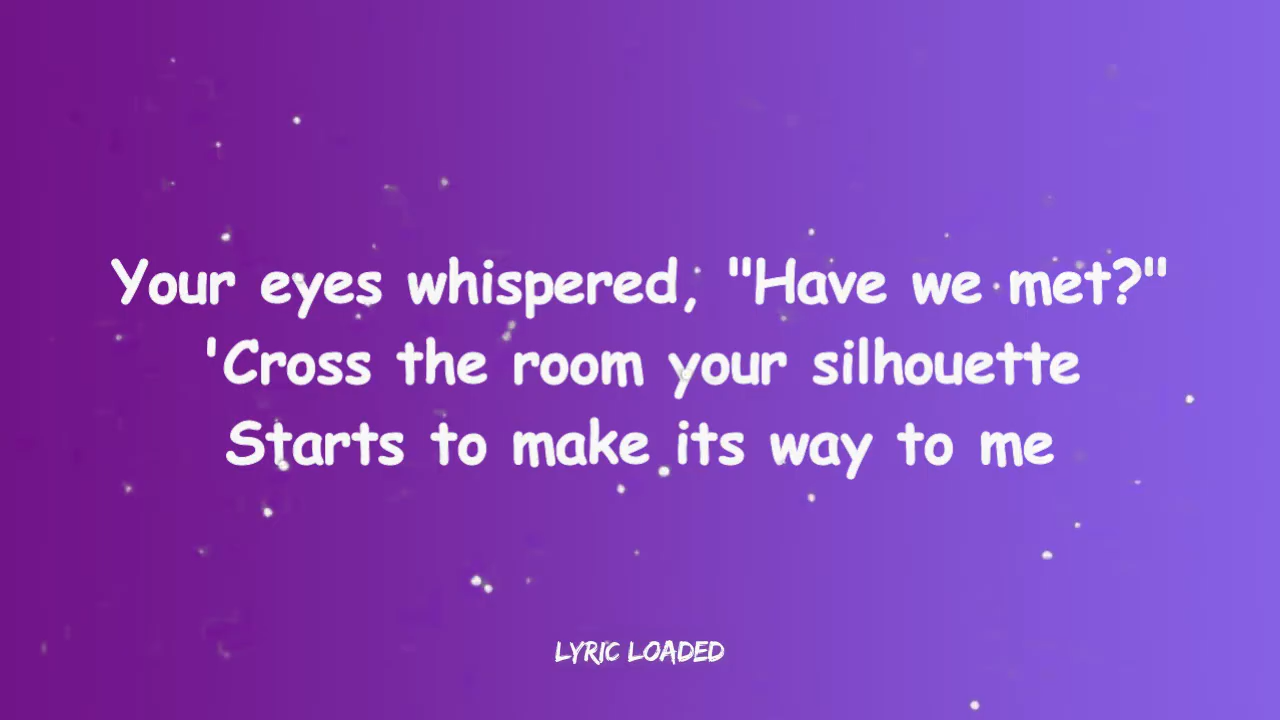 Your eyes whispered, "Have we met?"
'Cross the room your silhouette
Starts to make its way to me
LYRIC LOADED